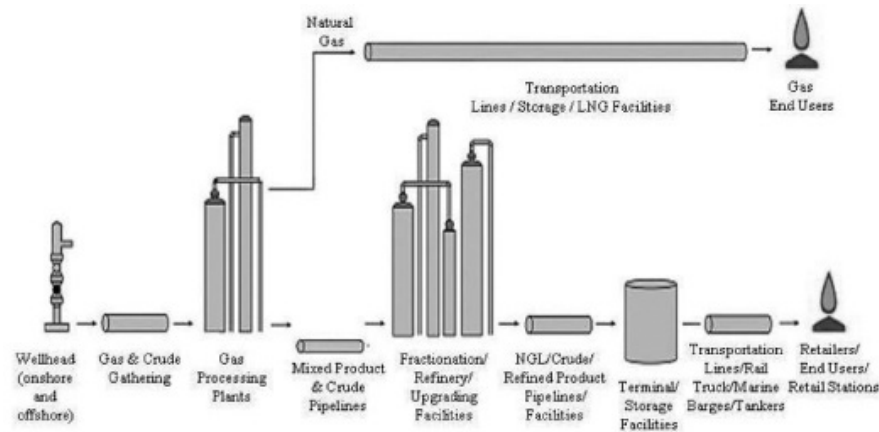 Natural
Gas
Transportation
Lines / Storage / LNG Facilities
Gas
End Users
Wellhead
(onshore
and
offshore)
Gas & Crude
Gathering
Gas
Processing
Plants
Mixed Product
& Crude
Pipelines
Fractionation/
Refinery/
Upgrading
Facilities
NGL/Crude/
Refined Product
Pipelines/
Facilities
Terminal/
Storage
Facilities
Transportation
Lines/Rail
Truck/Marine
Barges/Tankers
Retailers/
End Users/
Retail Stations